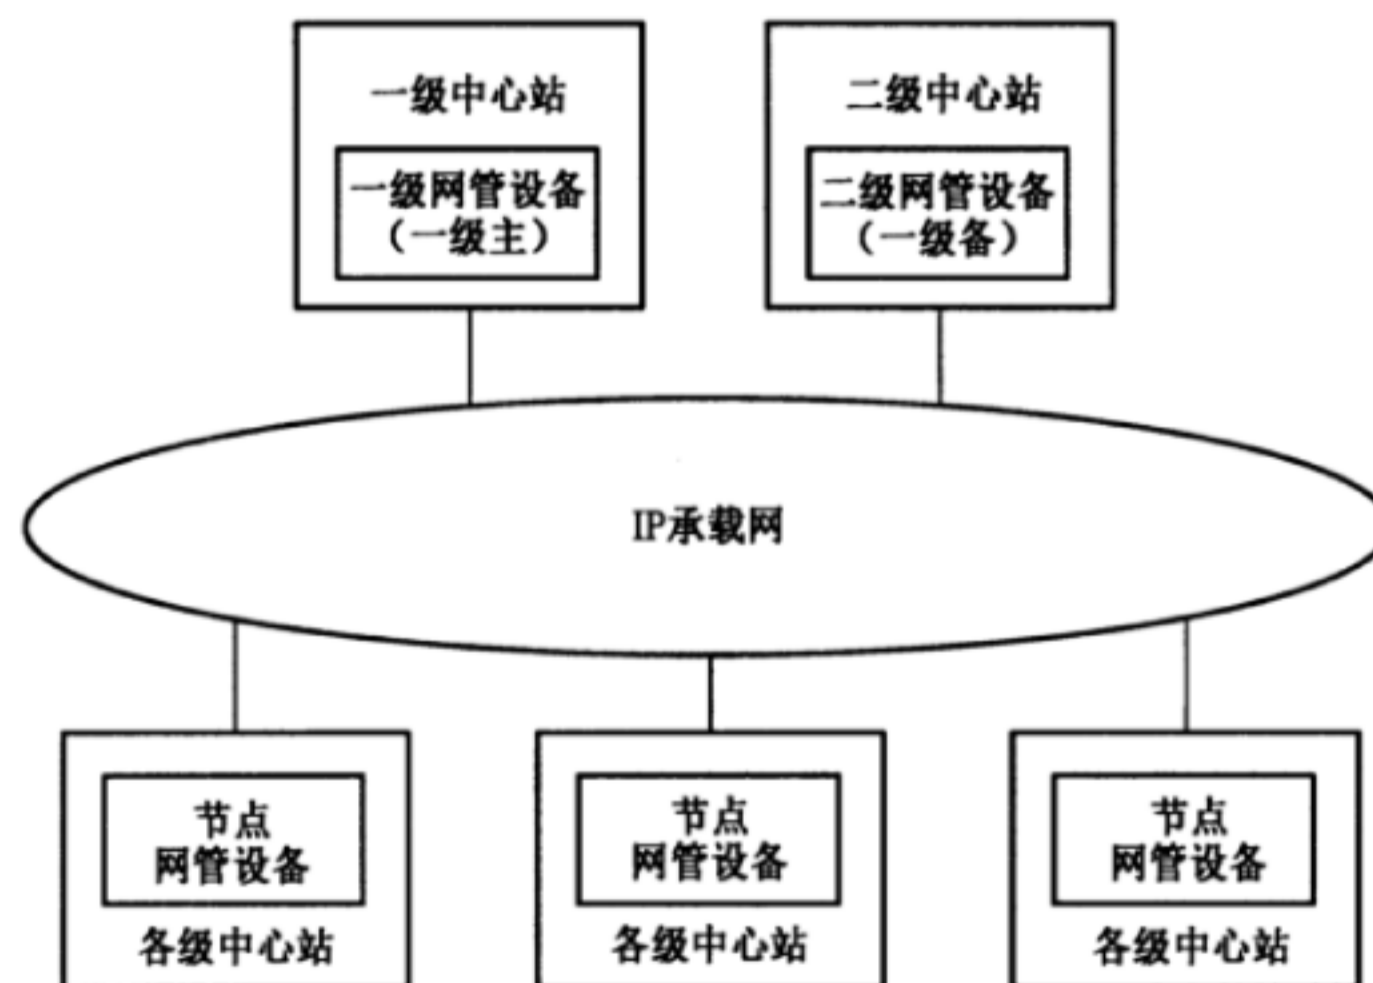 一级中心站
二级中心站
一级网管设备
（一级主）
二级网管设备
（一级备）
IP承载网
节点
网管设备
节点
网管设备
节点
网管设备
各级中心站
各级中心站
各级中心站